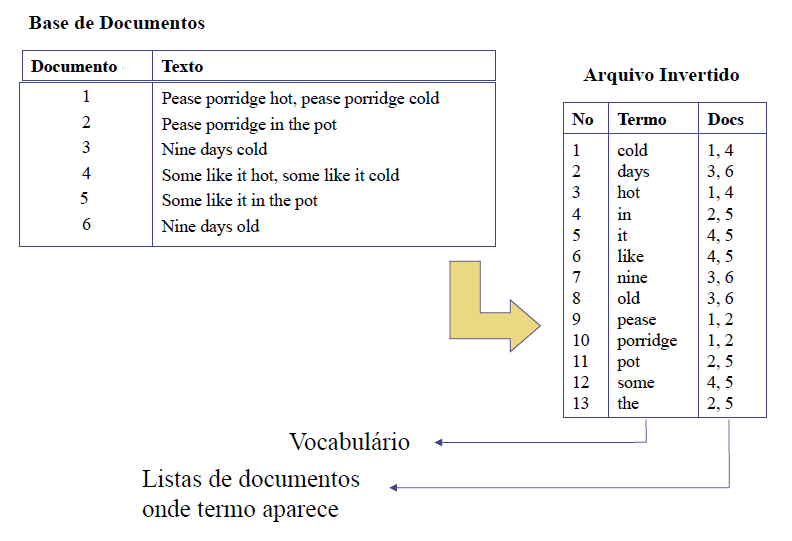 Base de Documentos
Documento Texto
1 Pease porridge hot, pease porridge cold
2 Pease porridge in the pot
3 Nine days cold
4 Some like it hot, some like it cold
5 Some like it in the pot
6 Nine days old
Arquivo Invertido
No Termo Docs
1 cold 1, 4
2 days 3, 6
3 hot 1, 4
4 in 2, 5
5 it 4, 5
6 like 4, 5
7 nine 3, 6
8 old 3, 6
9 pease 1, 2
10 porridge 1, 2
11 pot 2, 5
12 some 4, 5
13 the 2, 5
Vocabulário
Listas de documentos
onde termo aparece